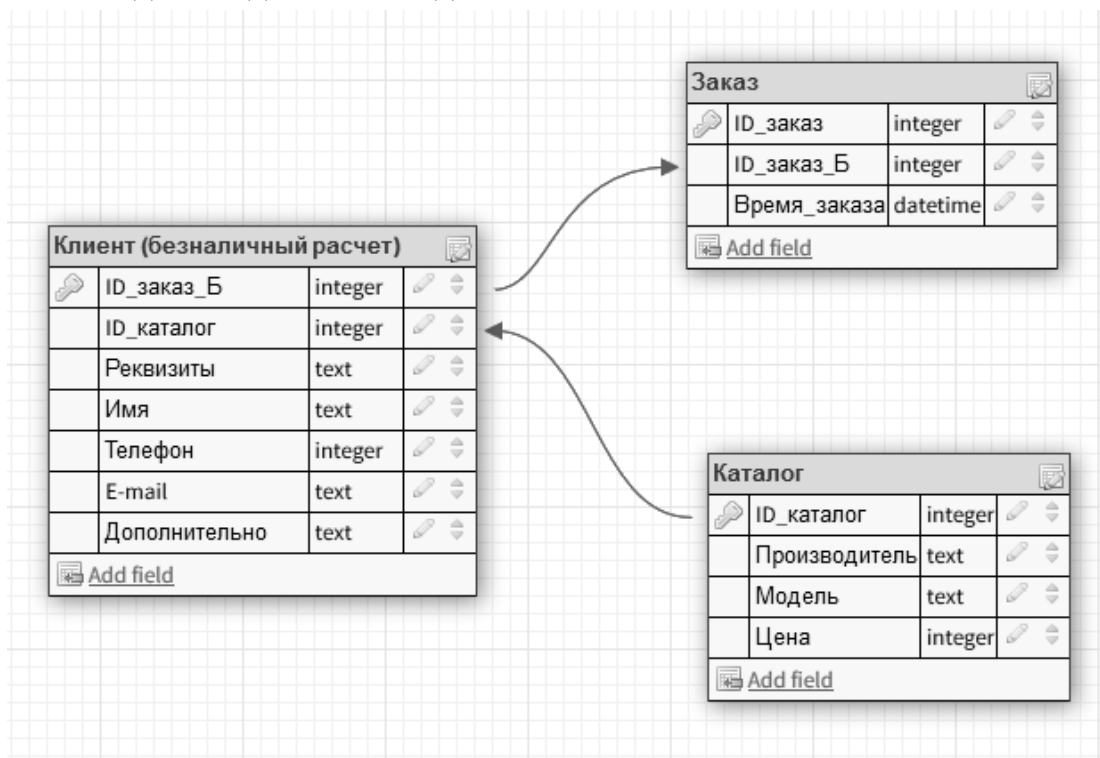 Заказ
ID_заказ integer
ID_заказ_Б integer
Время_заказа datetime
Add field
Клиент (безналичный расчет)
ID_заказ_Б integer
ID_каталог integer
Реквизиты text
Имя text
Телефон integer
E-mail text
Дополнительно text
Add field
Каталог
ID_каталог integer
Производитель text
Модель text
Цена integer
Add field